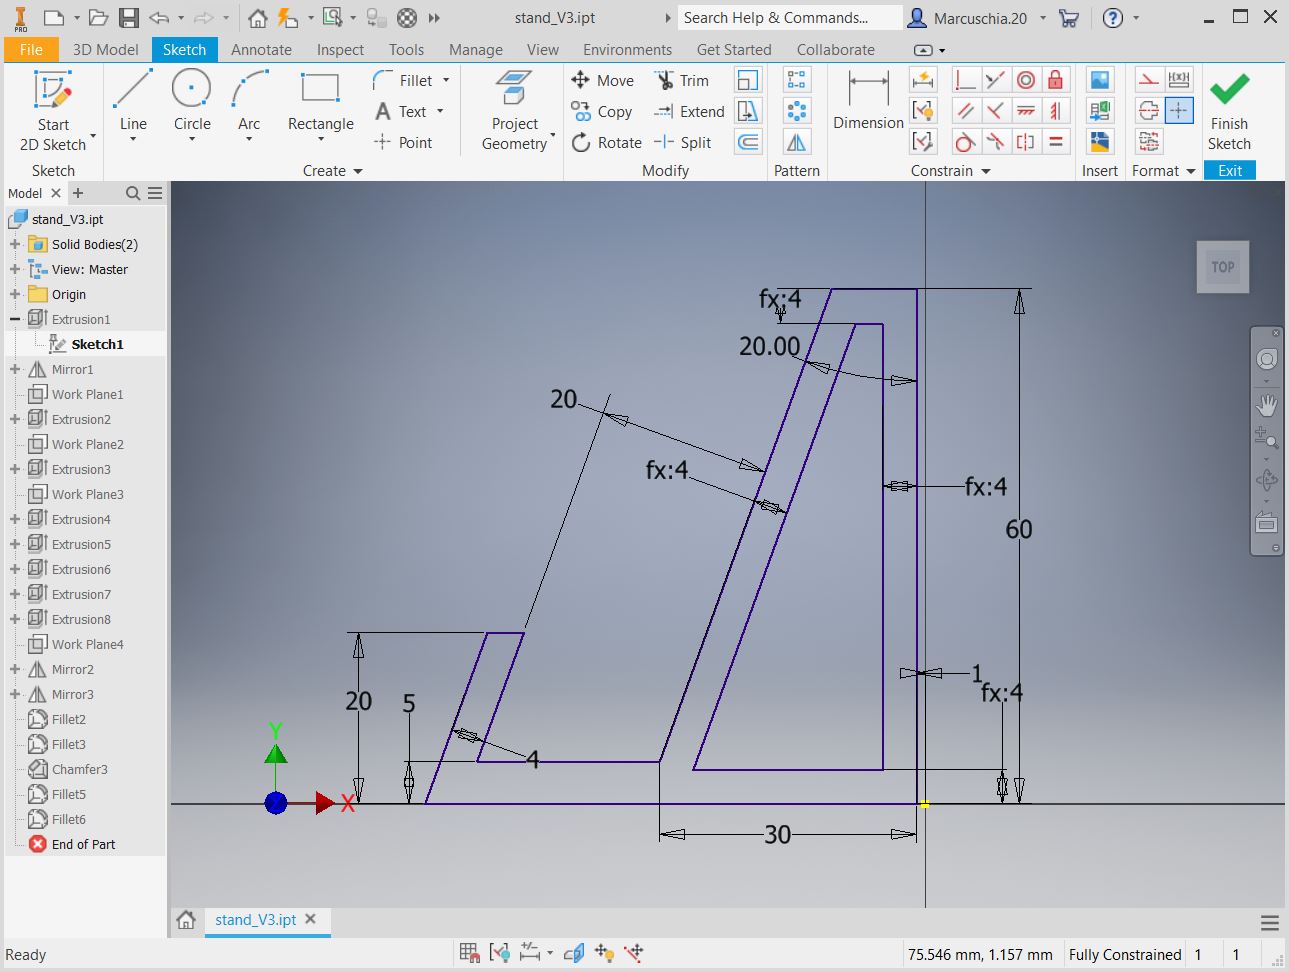 PRO
stand_V3.ipt
Search Help & Commands...
Marcuschia.20
File
3D Model
Sketch
Annotate
Inspect
Tools
Manage
View
Environments
Get Started
Collaborate
Start
2D Sketch
Line
Circle
Arc
Rectangle
Fillet
Text
Point
Project
Geometry
Move
Copy
Rotate
Trim
Extend
Split
Dimension
Finish
Sketch
Sketch
Create
Modify
Pattern
Constrain
Insert
Format
Exit
Model
stand_V3.ipt
Solid Bodies(2)
View: Master
Origin
Extrusion1
Sketch1
Mirror1
Work Plane1
Extrusion2
Work Plane2
Extrusion3
Work Plane3
Extrusion4
Extrusion5
Extrusion6
Extrusion7
Extrusion8
Work Plane4
Mirror2
Mirror3
Fillet2
Fillet3
Chamfer3
Fillet5
Fillet6
End of Part
TOP
fx:4
20.00
20
fx:4
fx:4
60
1
fx:4
20
5
4
30
Y
X
Z
stand_V3.ipt
Ready
75.546 mm, 1.157 mm
Fully Constrained
1
1